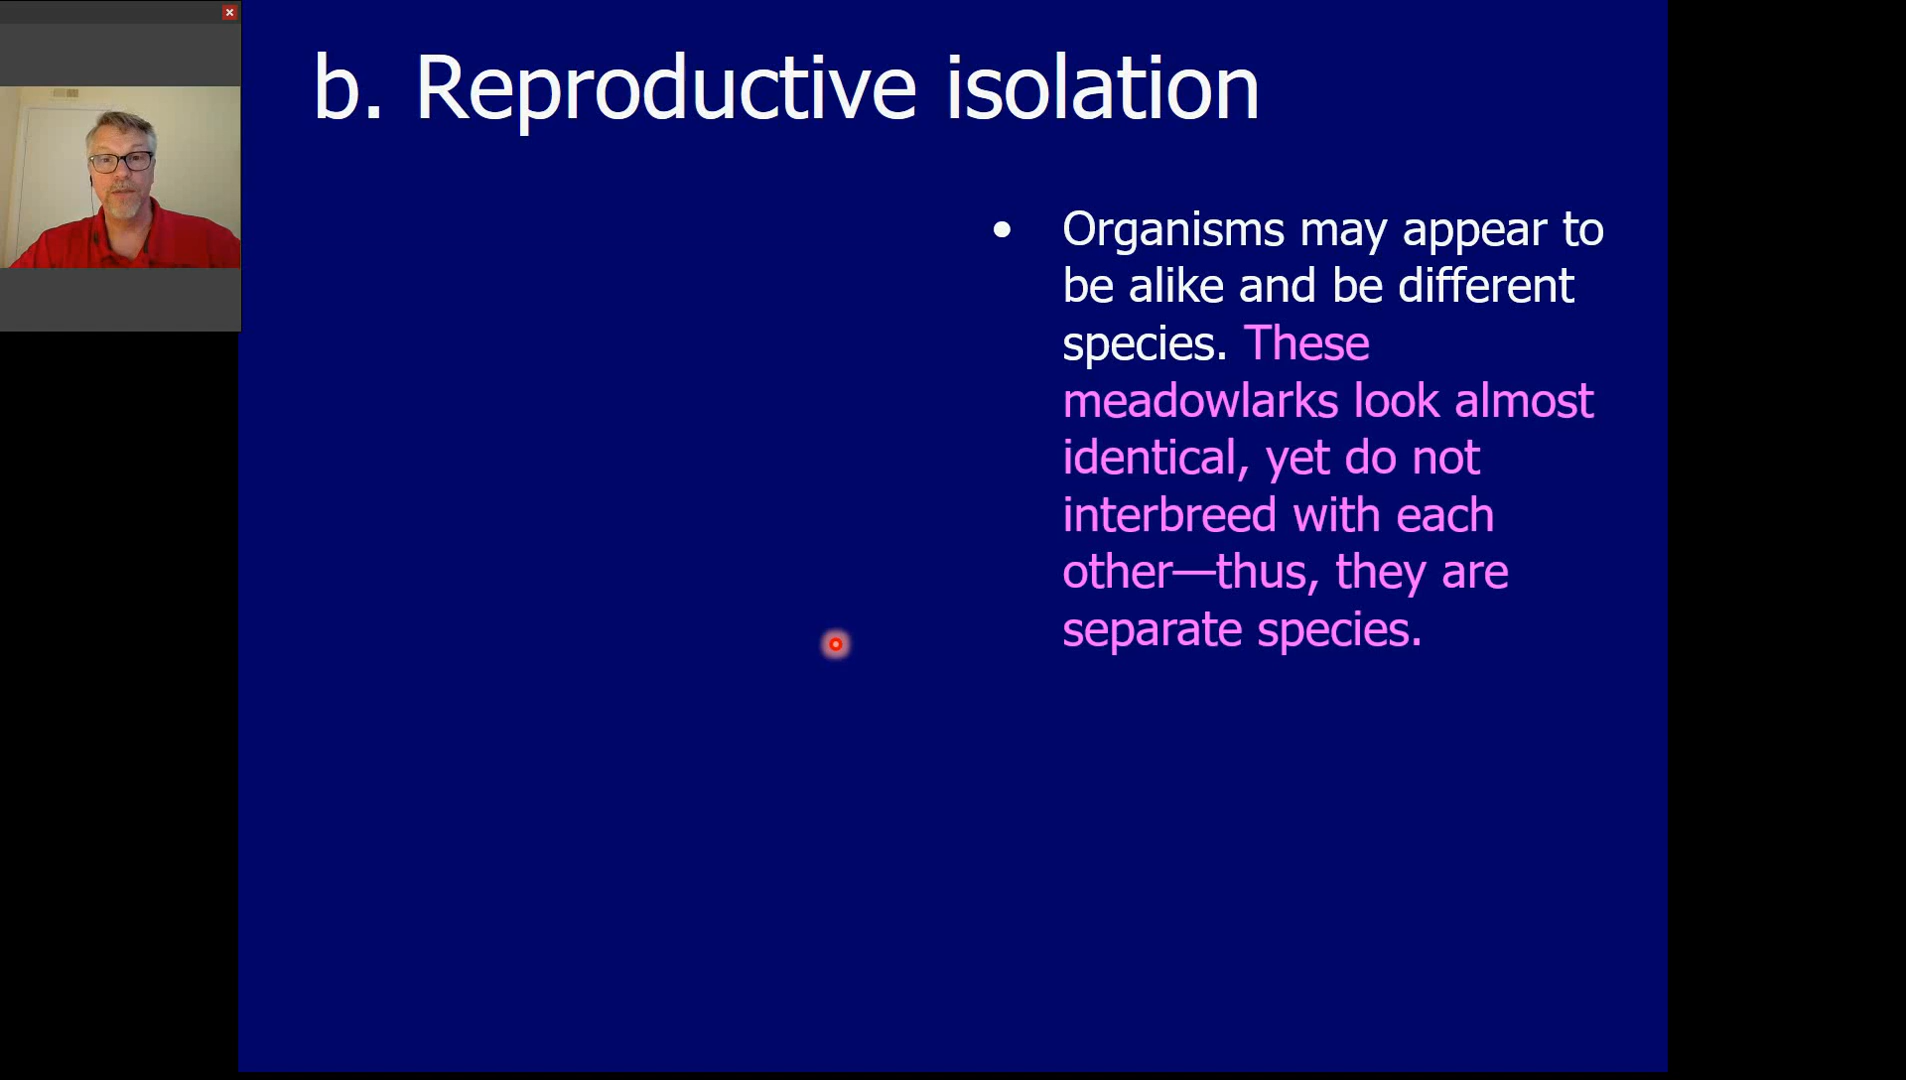 b. Reproductive isolation
• Organisms may appear to
be alike and be different
species. These
meadowlarks look almost
identical, yet do not
interbreed with each
other—thus, they are
separate species.